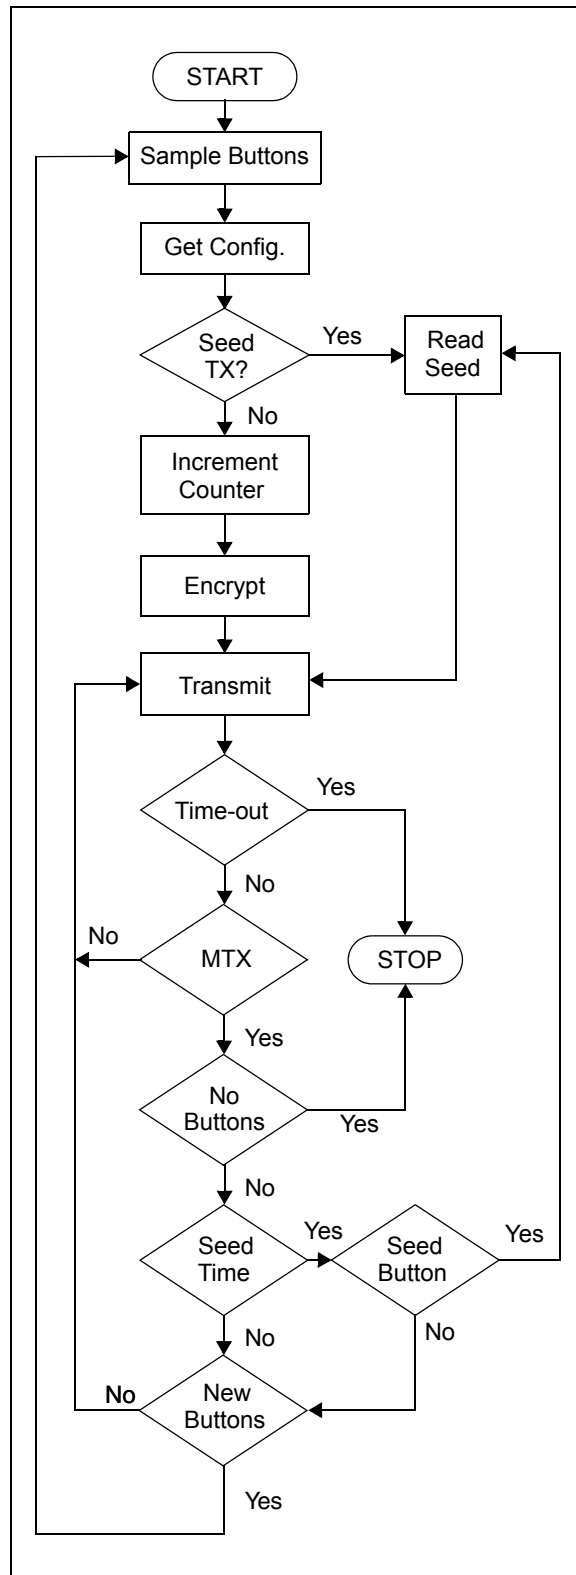 START
Sample Buttons
Get Config.
Seed
TX?
Yes
Read
Seed
No
Increment
Counter
Encrypt
Transmit
Time-out
Yes
No
No
MTX
STOP
Yes
No
Buttons
Yes
No
Seed
Time
Yes
Seed
Button
Yes
No
No
No
New
Buttons
Yes